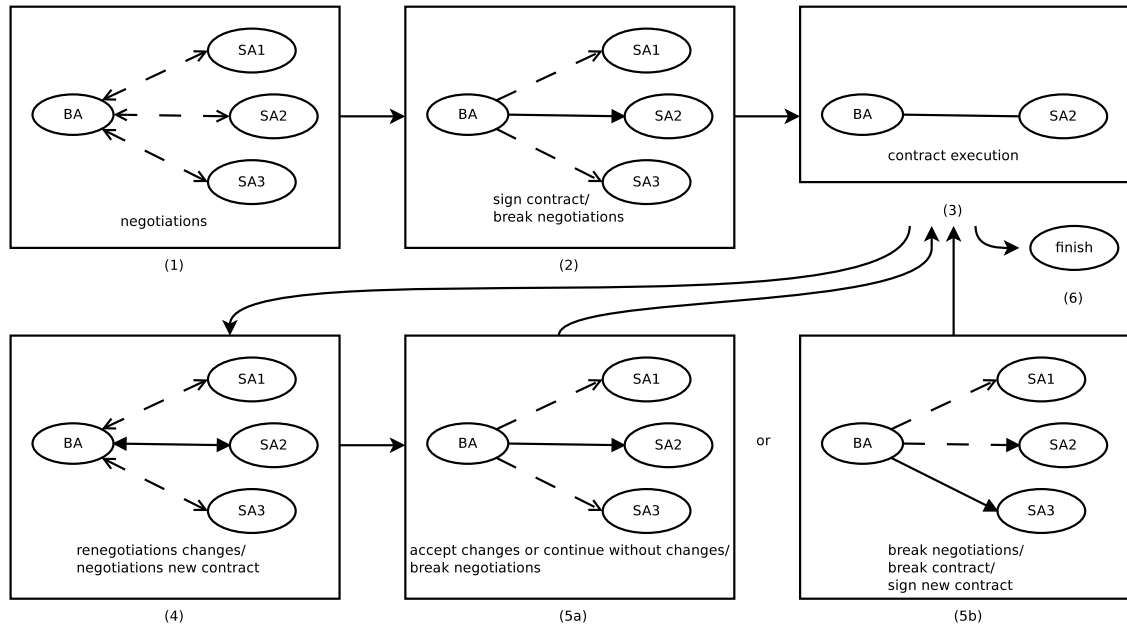 SA1
BA
SA2
SA3
negotiations
(1)
SA1
BA
SA2
SA3
sign contract/
break negotiations
(2)
BA
SA2
contract execution
(3)
finish
(6)
SA1
BA
SA2
SA3
renegotiations changes/
negotiations new contract
(4)
SA1
BA
SA2
SA3
accept changes or continue without changes/
break negotiations
(5a)
or
SA1
BA
SA2
SA3
break negotiations/
break contract/
sign new contract
(5b)